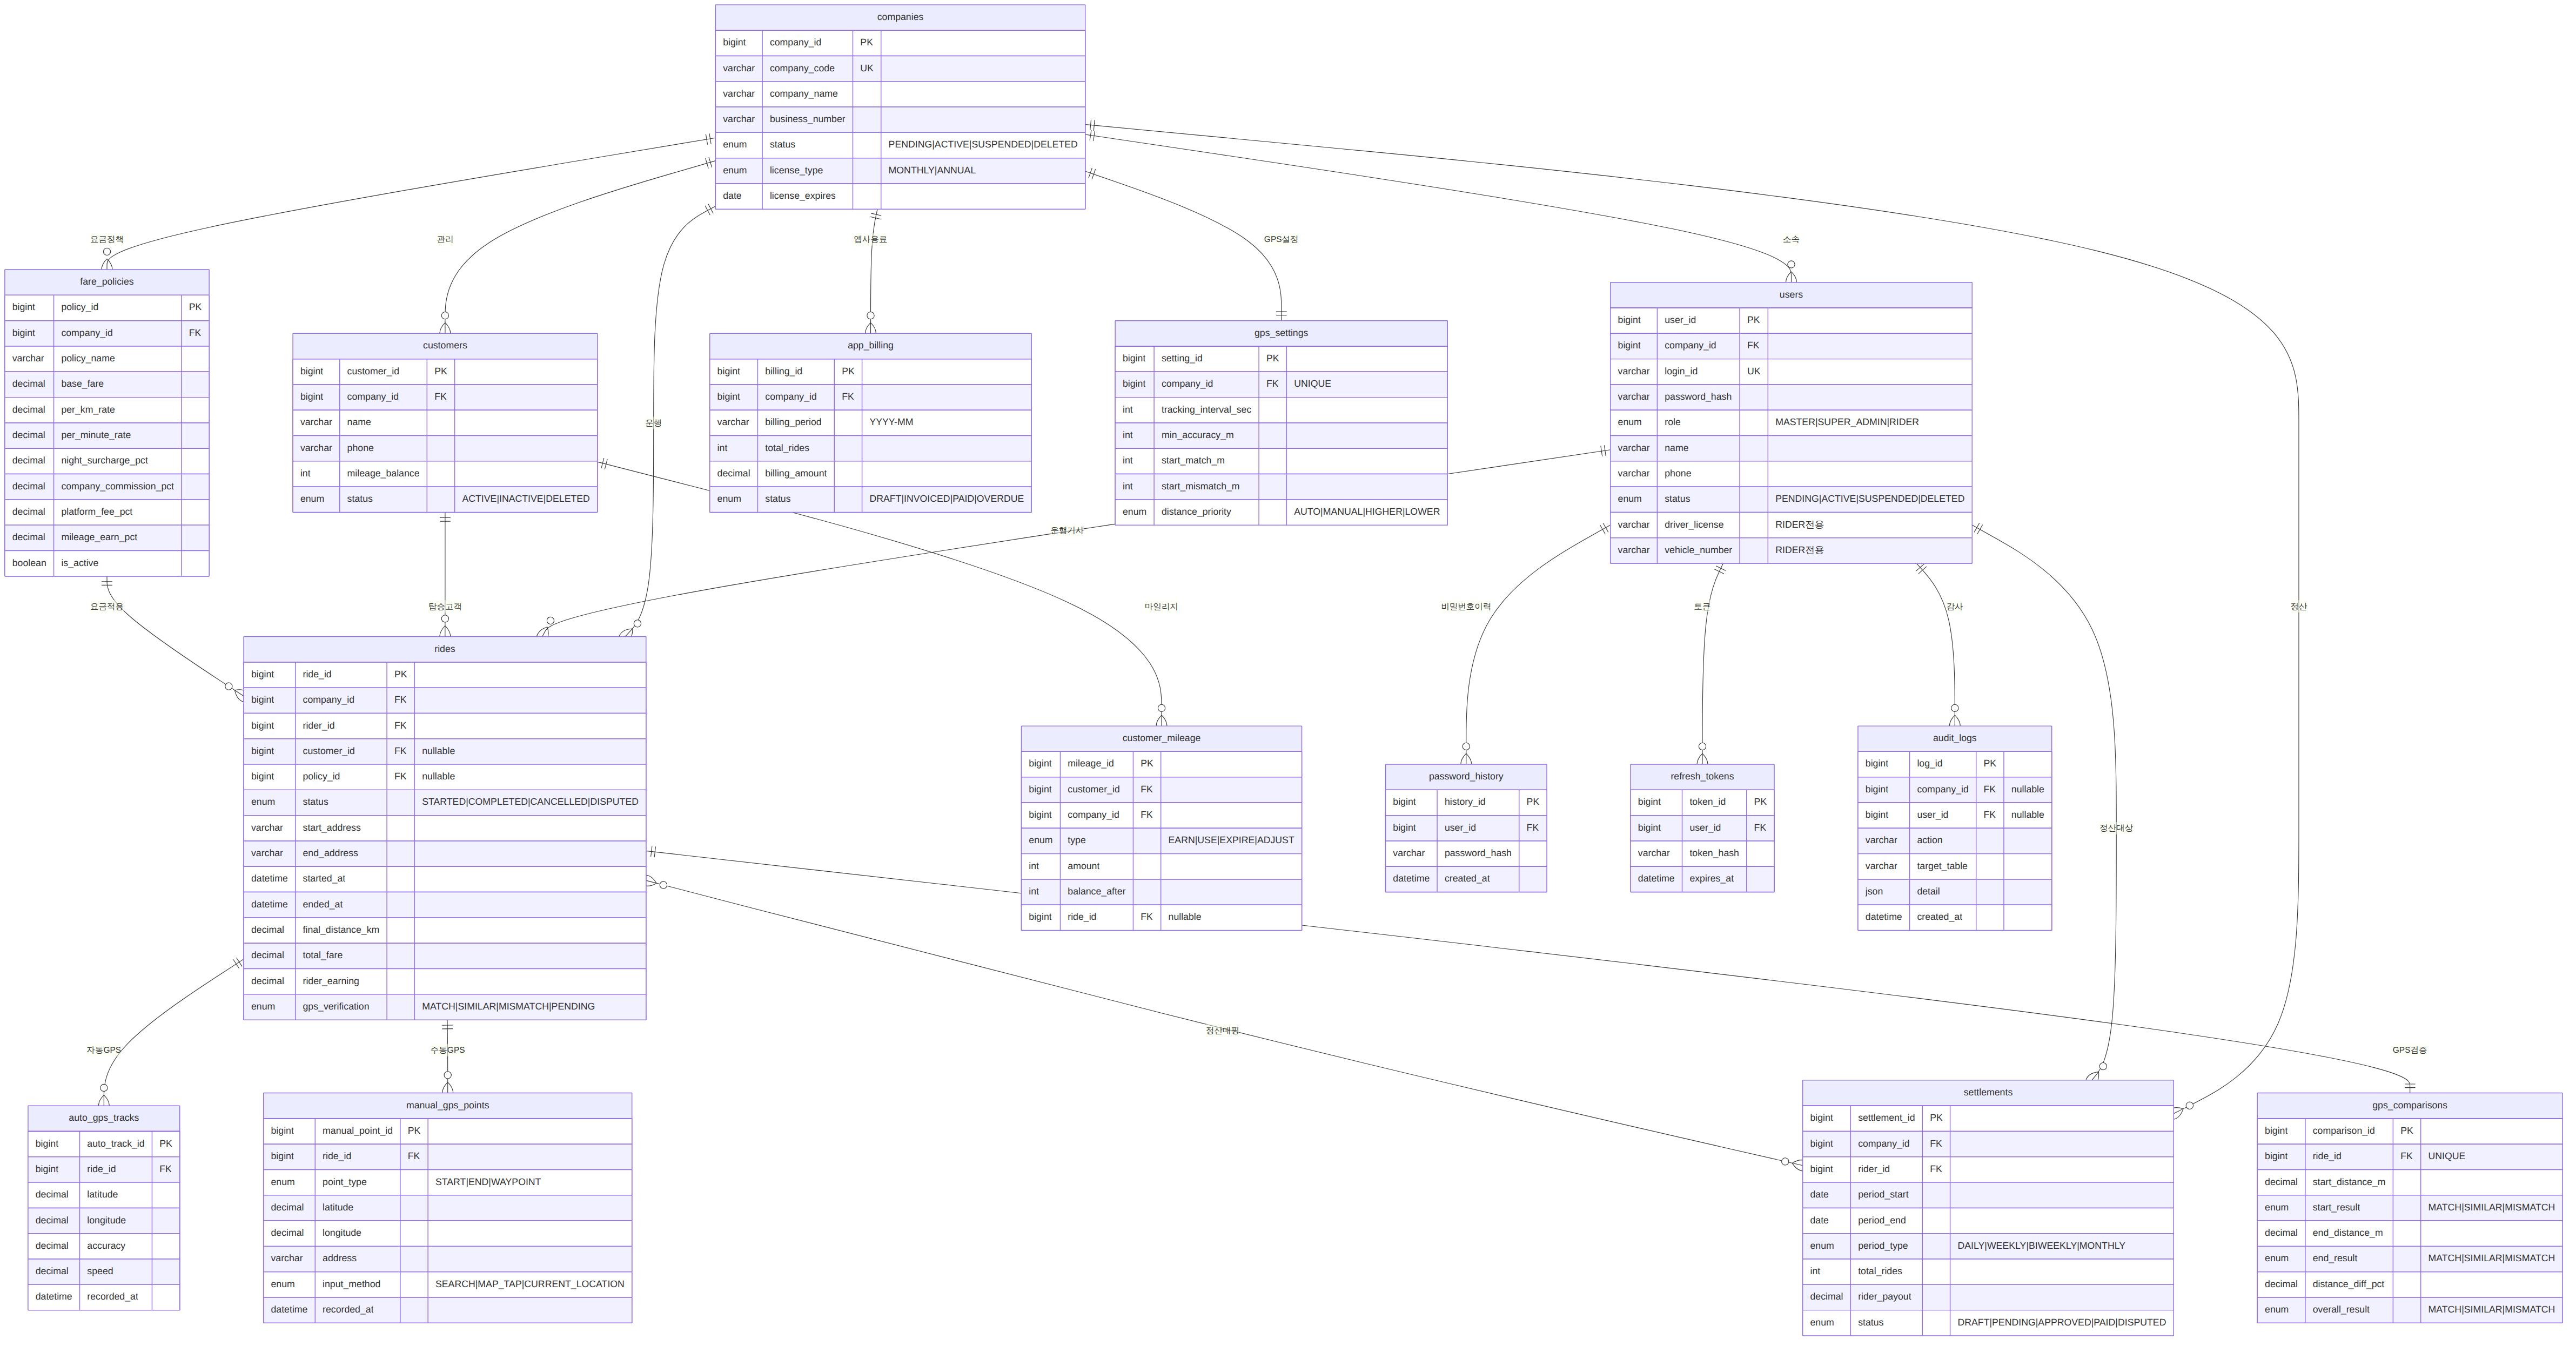 companies
bigint company_id PK
varchar company_code UK
varchar company_name
varchar business_number
enum status PENDING|ACTIVE|SUSPENDED|DELETED
enum license_type MONTHLY|ANNUAL
date license_expires
요금정책
관리
앱사용료
GPS설정
소속
fare_policies
bigint policy_id PK
bigint company_id FK
varchar policy_name
decimal base_fare
decimal per_km_rate
decimal per_minute_rate
decimal night_surcharge_pct
decimal company_commission_pct
decimal platform_fee_pct
decimal mileage_earn_pct
boolean is_active
customers
bigint customer_id PK
bigint company_id FK
varchar name
varchar phone
int mileage_balance
enum status ACTIVE|INACTIVE|DELETED
운행
app_billing
bigint billing_id PK
bigint company_id FK
varchar billing_period YYYY-MM
int total_rides
decimal billing_amount
enum status DRAFT|INVOICED|PAID|OVERDUE
gps_settings
bigint setting_id PK
bigint company_id FK UNIQUE
int tracking_interval_sec
int min_accuracy_m
int start_match_m
int start_mismatch_m
enum distance_priority AUTO|MANUAL|HIGHER|LOWER
users
bigint user_id PK
bigint company_id FK
varchar login_id UK
varchar password_hash
enum role MASTER|SUPER_ADMIN|RIDER
varchar name
varchar phone
enum status PENDING|ACTIVE|SUSPENDED|DELETED
varchar driver_license RIDER전용
varchar vehicle_number RIDER전용
운행기사
요금적용
탑승고객
마일리지
비밀번호이력
토큰
감사
정산
rides
bigint ride_id PK
bigint company_id FK
bigint rider_id FK
bigint customer_id FK nullable
bigint policy_id FK nullable
enum status STARTED|COMPLETED|CANCELLED|DISPUTED
varchar start_address
varchar end_address
datetime started_at
datetime ended_at
decimal final_distance_km
decimal total_fare
decimal rider_earning
enum gps_verification MATCH|SIMILAR|MISMATCH|PENDING
customer_mileage
bigint mileage_id PK
bigint customer_id FK
bigint company_id FK
enum type EARN|USE|EXPIRE|ADJUST
int amount
int balance_after
bigint ride_id FK nullable
password_history
bigint history_id PK
bigint user_id FK
varchar password_hash
datetime created_at
refresh_tokens
bigint token_id PK
bigint user_id FK
varchar token_hash
datetime expires_at
audit_logs
bigint log_id PK
bigint company_id FK nullable
bigint user_id FK nullable
varchar action
varchar target_table
json detail
datetime created_at
정산대상
자동GPS
수동GPS
정산매핑
GPS검증
auto_gps_tracks
bigint auto_track_id PK
bigint ride_id FK
decimal latitude
decimal longitude
decimal accuracy
decimal speed
datetime recorded_at
manual_gps_points
bigint manual_point_id PK
bigint ride_id FK
enum point_type START|END|WAYPOINT
decimal latitude
decimal longitude
varchar address
enum input_method SEARCH|MAP_TAP|CURRENT_LOCATION
datetime recorded_at
settlements
bigint settlement_id PK
bigint company_id FK
bigint rider_id FK
date period_start
date period_end
enum period_type DAILY|WEEKLY|BIWEEKLY|MONTHLY
int total_rides
decimal rider_payout
enum status DRAFT|PENDING|APPROVED|PAID|DISPUTED
gps_comparisons
bigint comparison_id PK
bigint ride_id FK UNIQUE
decimal start_distance_m
enum start_result MATCH|SIMILAR|MISMATCH
decimal end_distance_m
enum end_result MATCH|SIMILAR|MISMATCH
decimal distance_diff_pct
enum overall_result MATCH|SIMILAR|MISMATCH